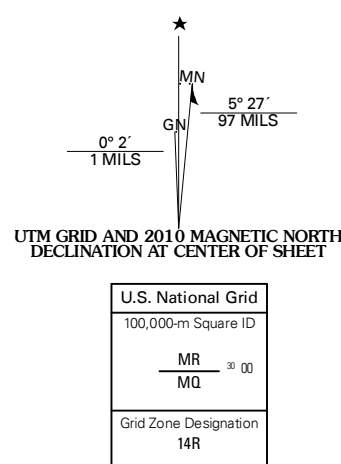 ★
MN
5° 27´
97 MILS
GN
0° 2´
1 MILS
UTM GRID AND 2010 MAGNETIC NORTH
DECLINATION AT CENTER OF SHEET
U.S. National Grid
100,000-m Square ID
MR
30 00
MQ
Grid Zone Designation
14R